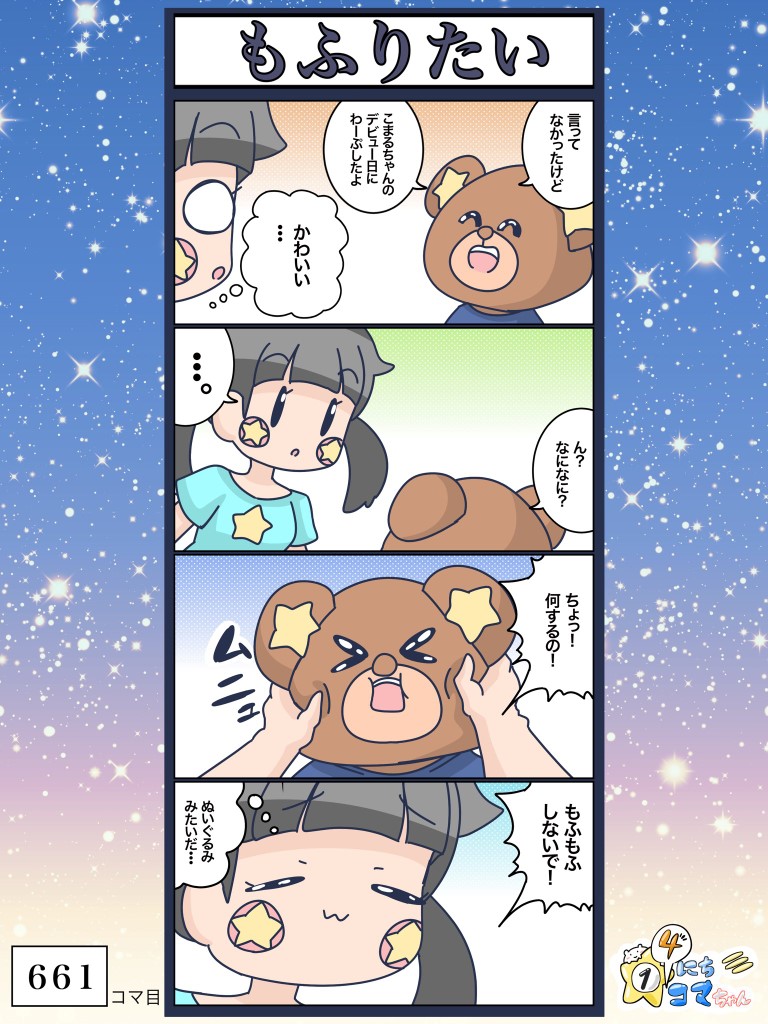 もふりたい
言って
なかったけど
こまるちゃんの
デビュー日に
わーぷしたよ
かわいい
…
…。
ん？
なになに？
ちょっ！
何するの！
ムニュ
もふもふ
しないで！
ぬいぐるみ
みたいだ…
661
コマ目
1にち
4コマちゃん